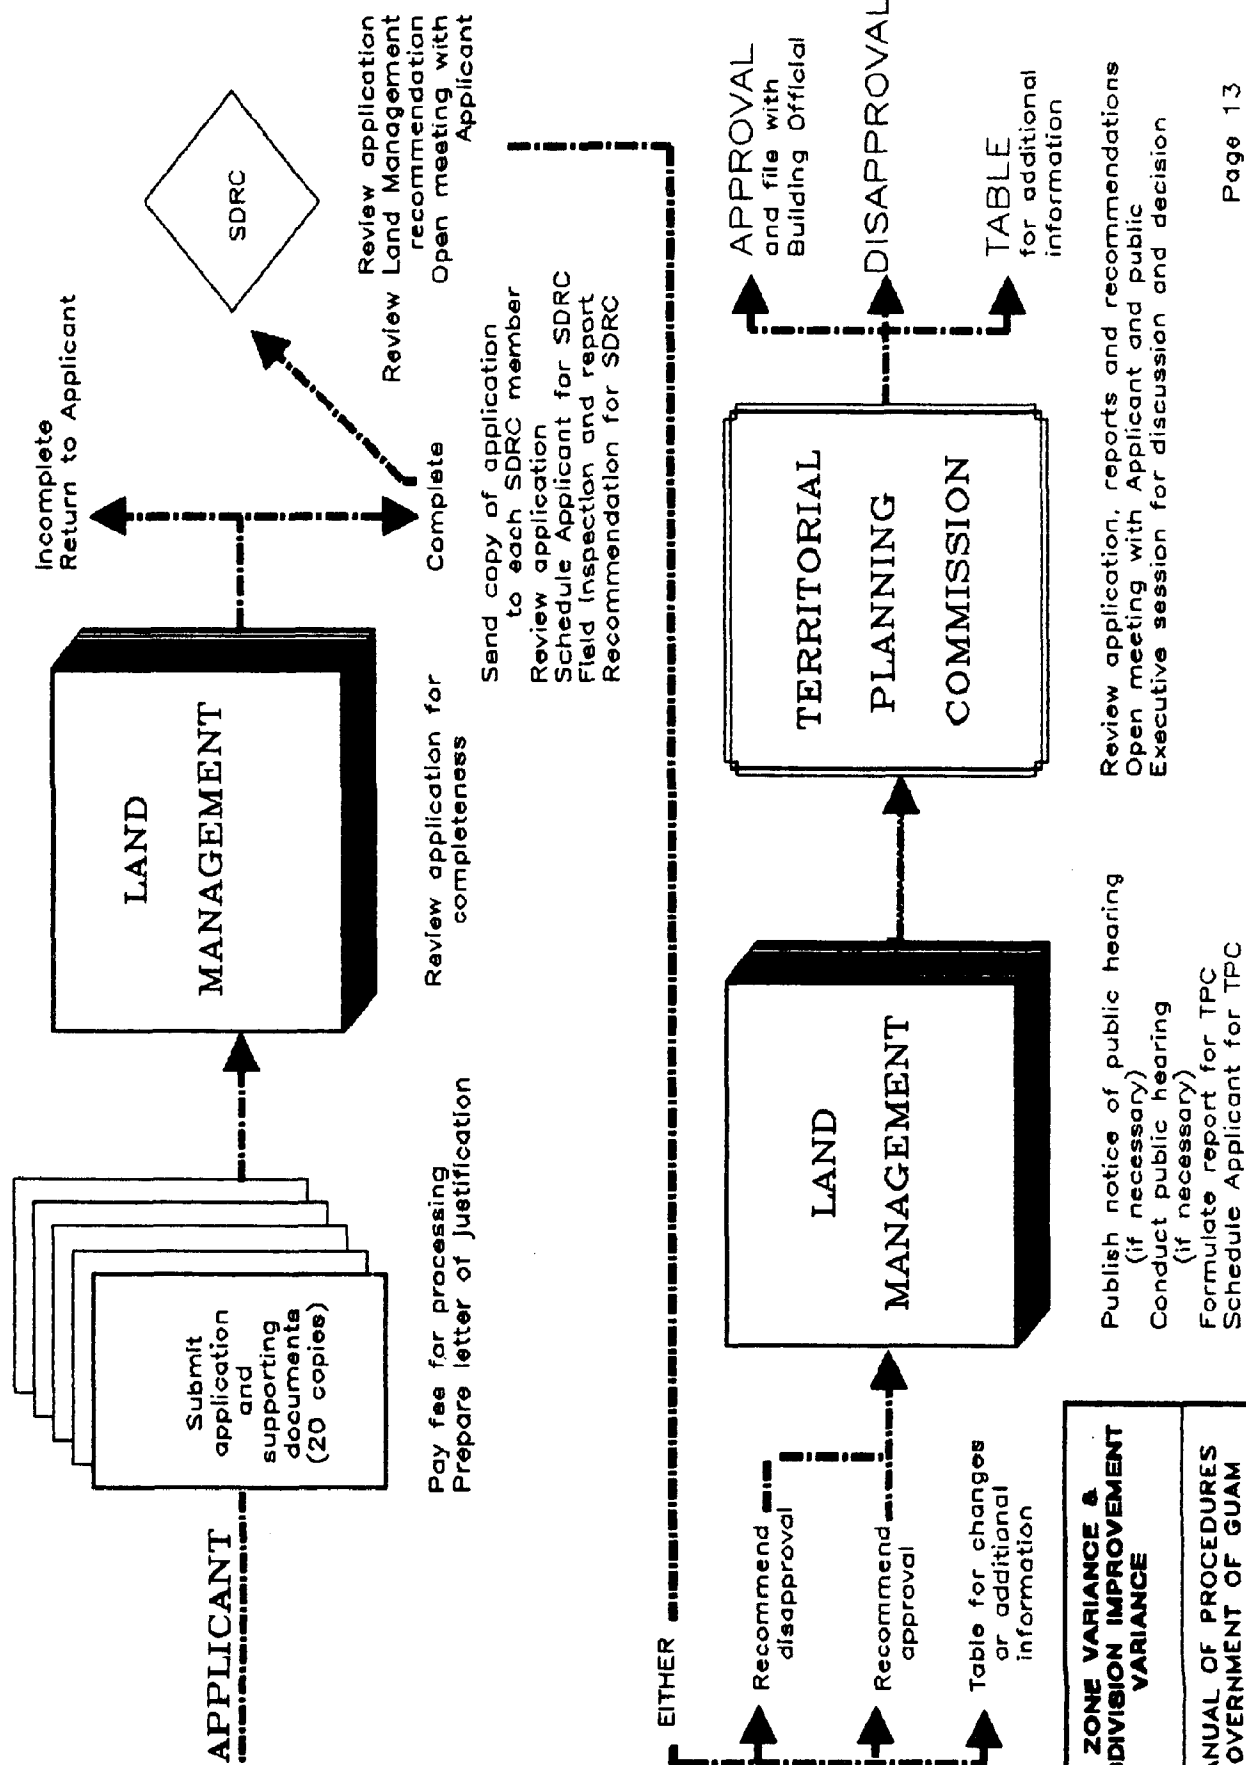 APPLICANT
Submit
application
and
supporting
documents
(20 copies)
Pay fee for processing
Prepare letter of justification
LAND
MANAGEMENT
Review application for
completeness
Incomplete
Return to Applicant
Complete
Send copy of application
to each SDRC member
Review application
Schedule Applicant for SDRC
Field Inspection and report
Recommendation for SDRC
SDRC
Review application
Review Land Management
recommendation
Open meeting with
Applicant
EITHER
Recommend
disapproval
Recommend
approval
Table for changes
or additional
information
LAND
MANAGEMENT
Publish notice of public hearing
(if necessary)
Conduct public hearing
(if necessary)
Formulate report for TPC
Schedule Applicant for TPC
TERRITORIAL
PLANNING
COMMISSION
Review application, reports and recommendations
Open meeting with Applicant and public
Executive session for discussion and decision
APPROVAL
and file with
Building Official
DISAPPROVAL
TABLE
for additional
information
ZONE VARIANCE &
BDIVISION IMPROVEMENT
VARIANCE
ANUAL OF PROCEDURES
OVERNMENT OF GUAM
Page 13